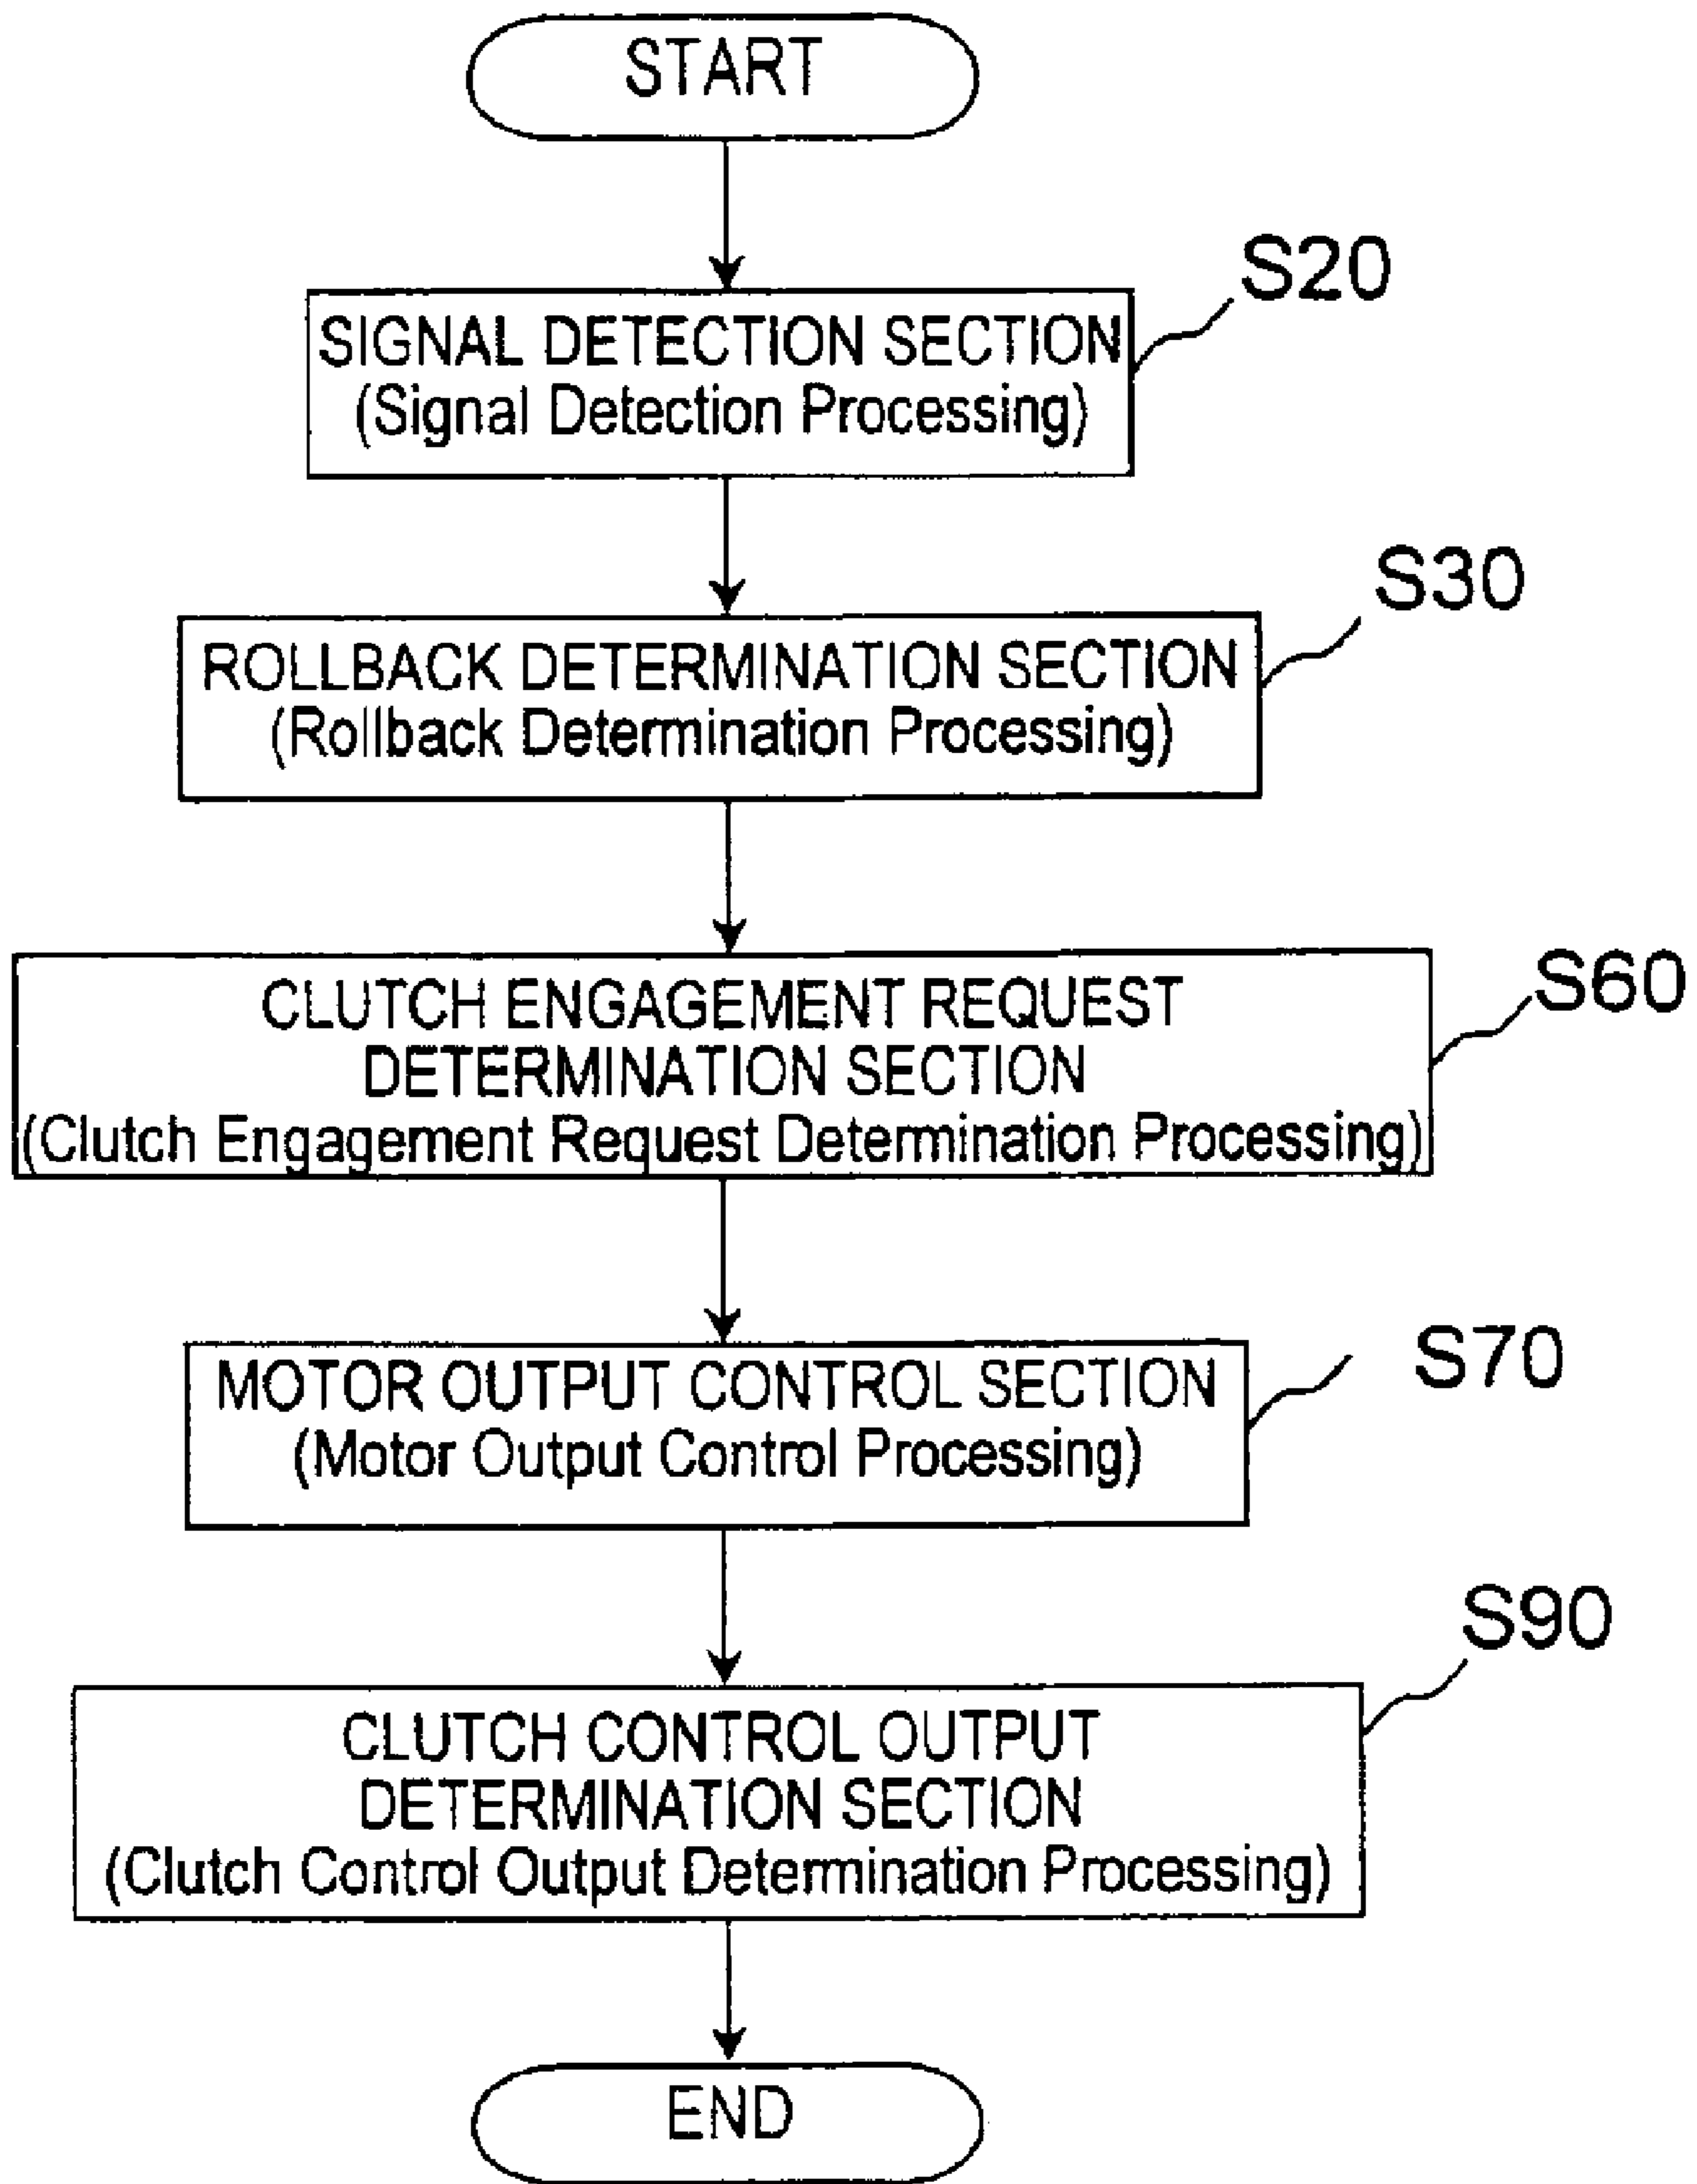 START
S20
SIGNAL DETECTION SECTION
(Signal Detection Processing)
S30
ROLLBACK DETERMINATION SECTION
(Rollback Determination Processing)
S60
CLUTCH ENGAGEMENT REQUEST
DETERMINATION SECTION
(Clutch Engagement Request Determination Processing)
S70
MOTOR OUTPUT CONTROL SECTION
(Motor Output Control Processing)
S90
CLUTCH CONTROL OUTPUT
DETERMINATION SECTION
(Clutch Control Output Determination Processing)
END